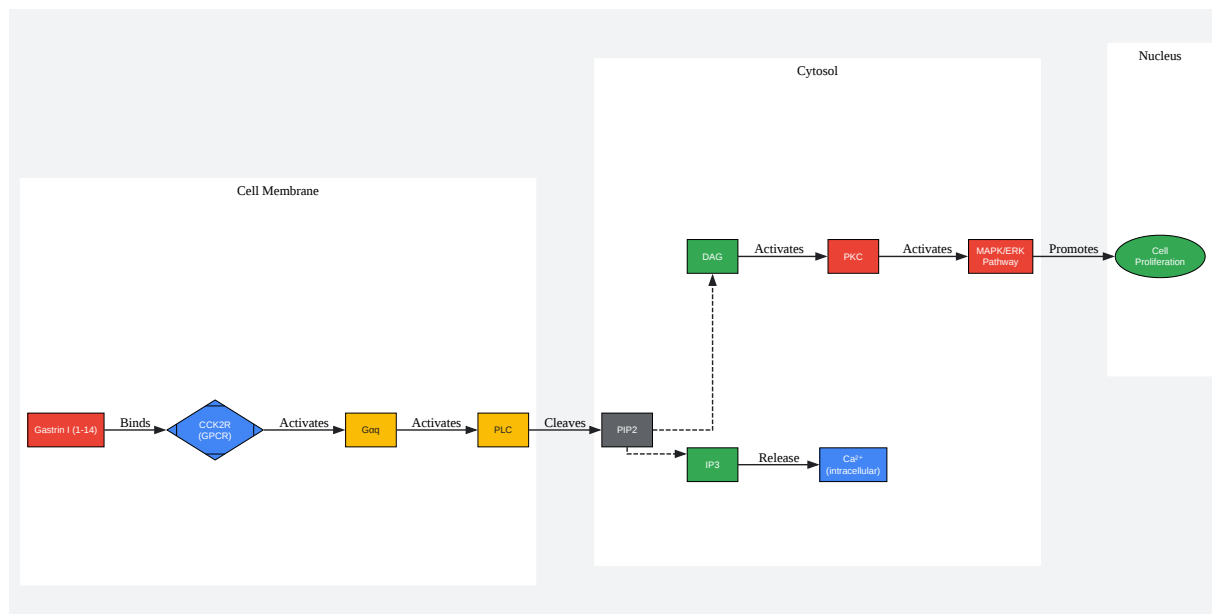 Nucleus
Cytosol
Cell Membrane
DAG
Activates
PKC
Activates
MAPK/ERK
Pathway
Promotes
Cell
Proliferation
Gastrin I (1-14)
Binds
CCK2R
(GPCR)
Activates
Gαq
Activates
PLC
Cleaves
PIP2
IP3
Release
Ca²⁺
(intracellular)